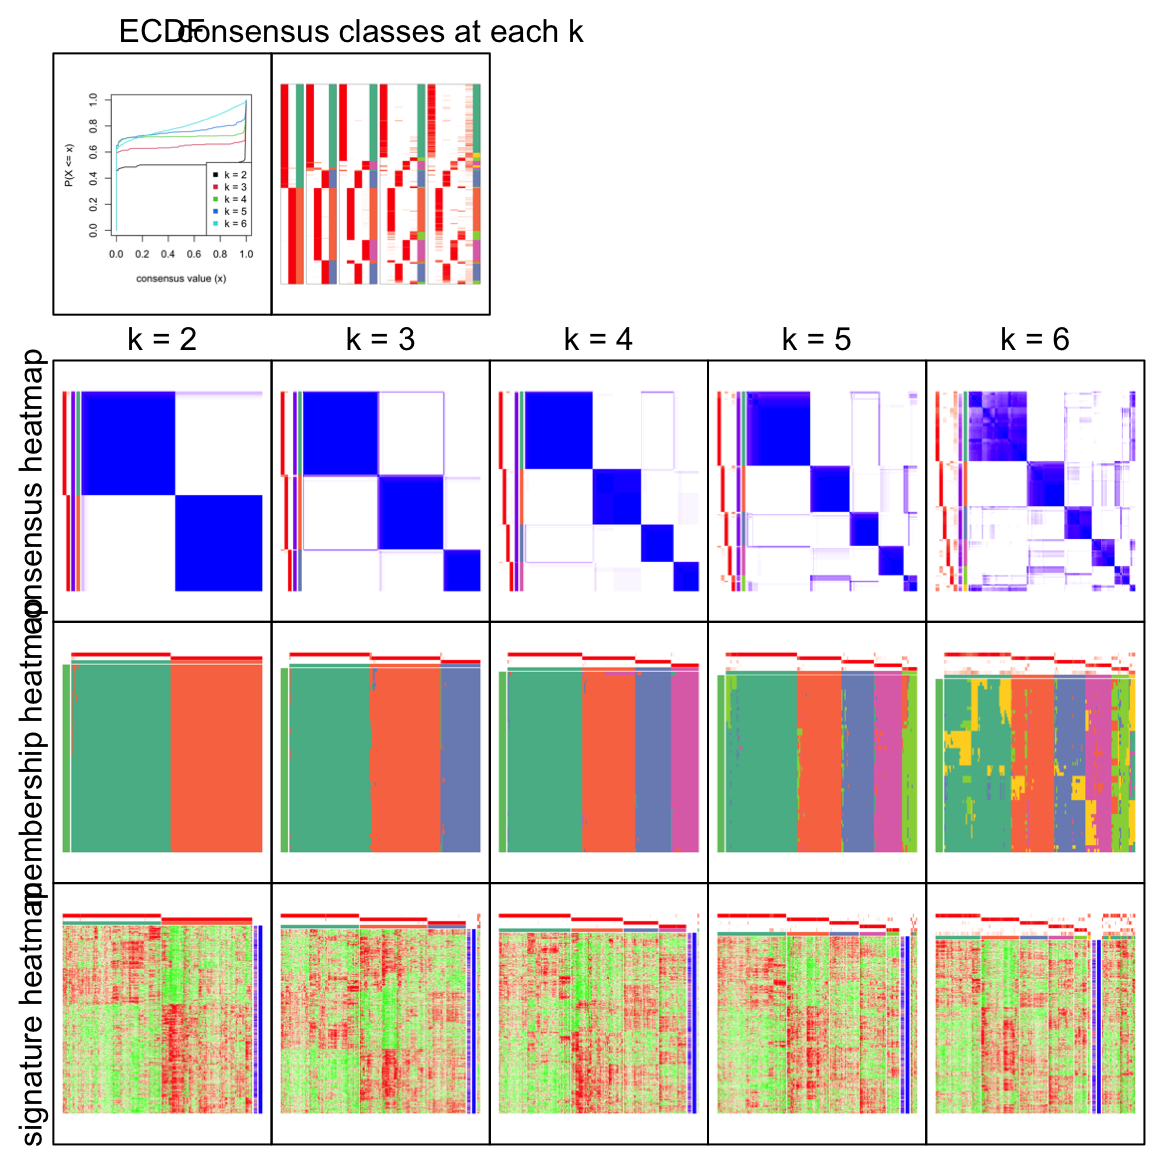 ECDF
consensus classes at each k
P(X <= x)
1.0
0.8
0.6
0.4
0.2
0.0
k = 2
k = 3
k = 4
k = 5
k = 6
0.0 0.2 0.4 0.6 0.8 1.0
consensus value (x)
k = 2 k = 3 k = 4 k = 5 k = 6
consensus heatmap
membership heatmap
signature heatmap